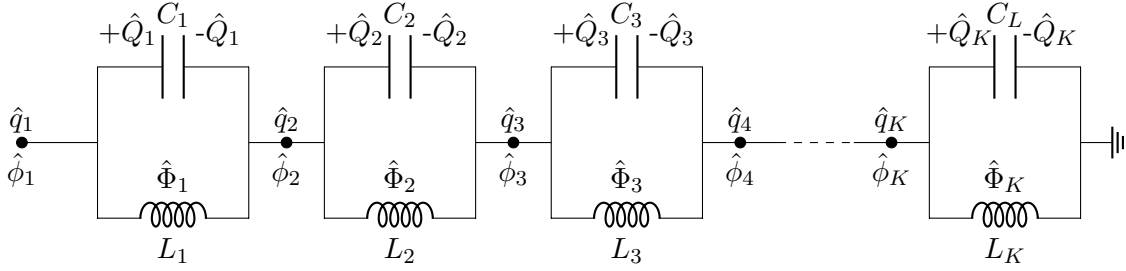 C₁ C₂ C₃ C_L
+Q̂₁ -Q̂₁ +Q̂₂ -Q̂₂ +Q̂₃ -Q̂₃ +Q̂_K -Q̂_K
q̂₁ q̂₂ q̂₃ q̂₄ q̂_K
ϕ̂₁ ϕ̂₂ ϕ̂₃ ϕ̂₄ ϕ̂_K
Φ̂₁ Φ̂₂ Φ̂₃ Φ̂_K
L₁ L₂ L₃ L_K